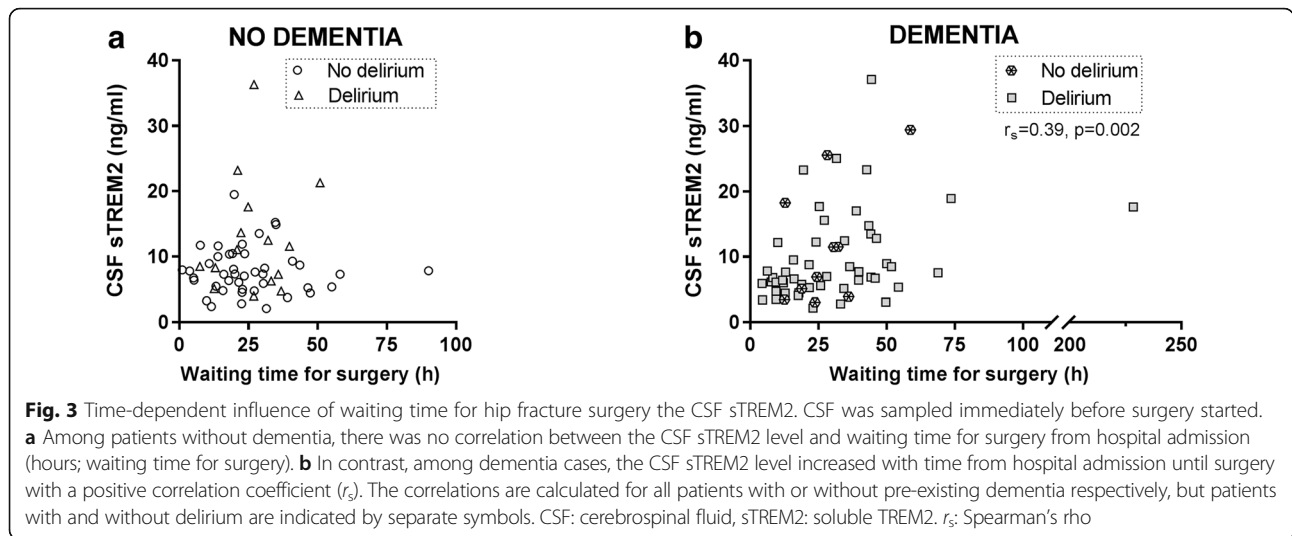 a NO DEMENTIA
○ No delirium
△ Delirium
40
30
20
10
0
CSF sTREM2 (ng/ml)
0 25 50 75 100
Waiting time for surgery (h)
b DEMENTIA
No delirium
Delirium
rs=0.39, p=0.002
40
30
20
10
0
CSF sTREM2 (ng/ml)
0 25 50 75 100 200 250
Waiting time for surgery (h)
Fig. 3 Time-dependent influence of waiting time for hip fracture surgery the CSF sTREM2. CSF was sampled immediately before surgery started.
a Among patients without dementia, there was no correlation between the CSF sTREM2 level and waiting time for surgery from hospital admission
(hours; waiting time for surgery). b In contrast, among dementia cases, the CSF sTREM2 level increased with time from hospital admission until surgery
with a positive correlation coefficient (rs). The correlations are calculated for all patients with or without pre-existing dementia respectively, but patients
with and without delirium are indicated by separate symbols. CSF: cerebrospinal fluid, sTREM2: soluble TREM2. rs: Spearman's rho